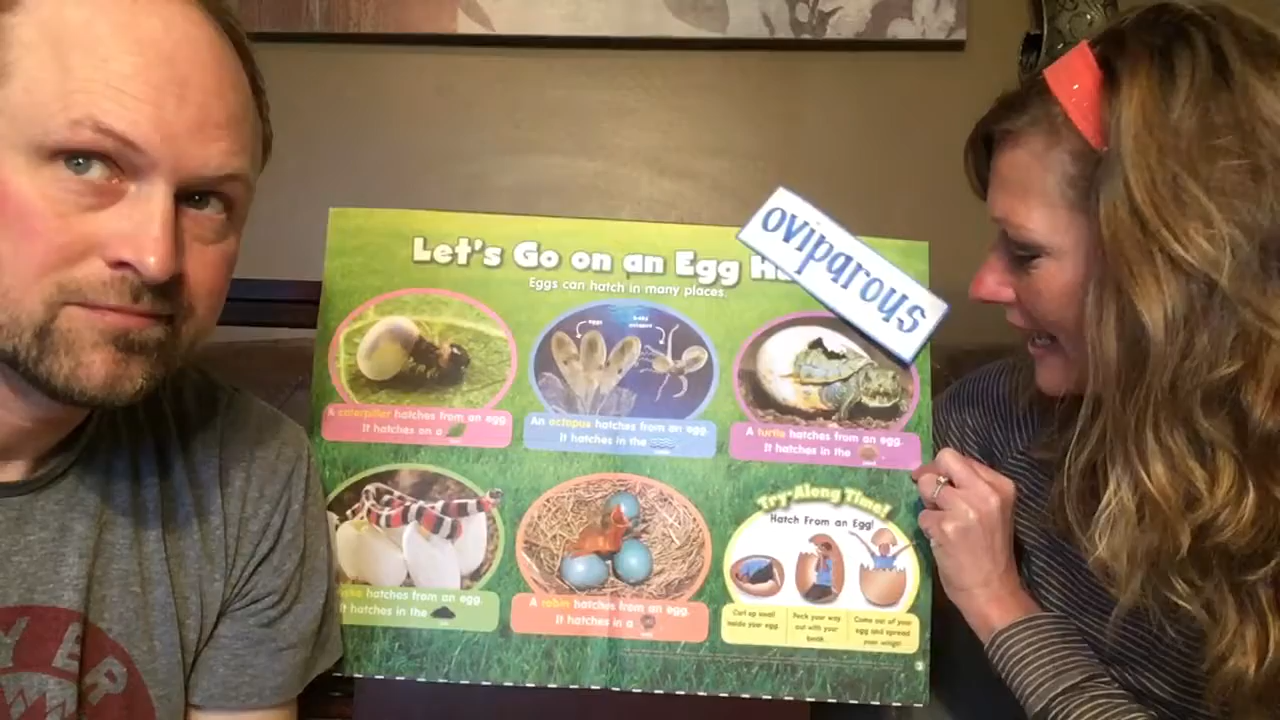 Let's Go on an Egg
oviparous
Eggs can hatch in many places.
eggs
baby octopus
A caterpillar hatches from an egg.
It hatches on a
An octopus hatches from an egg.
It hatches in the
A turtle hatches from an egg.
It hatches in the
hatches from an egg.
It hatches in the
A robin hatches from an egg.
It hatches in a
Try-Along Time!
Hatch From an Egg!
Curl up small
inside your egg.
Peck your way
out with your
beak.
Come out of your
egg and spread
your wings!
3